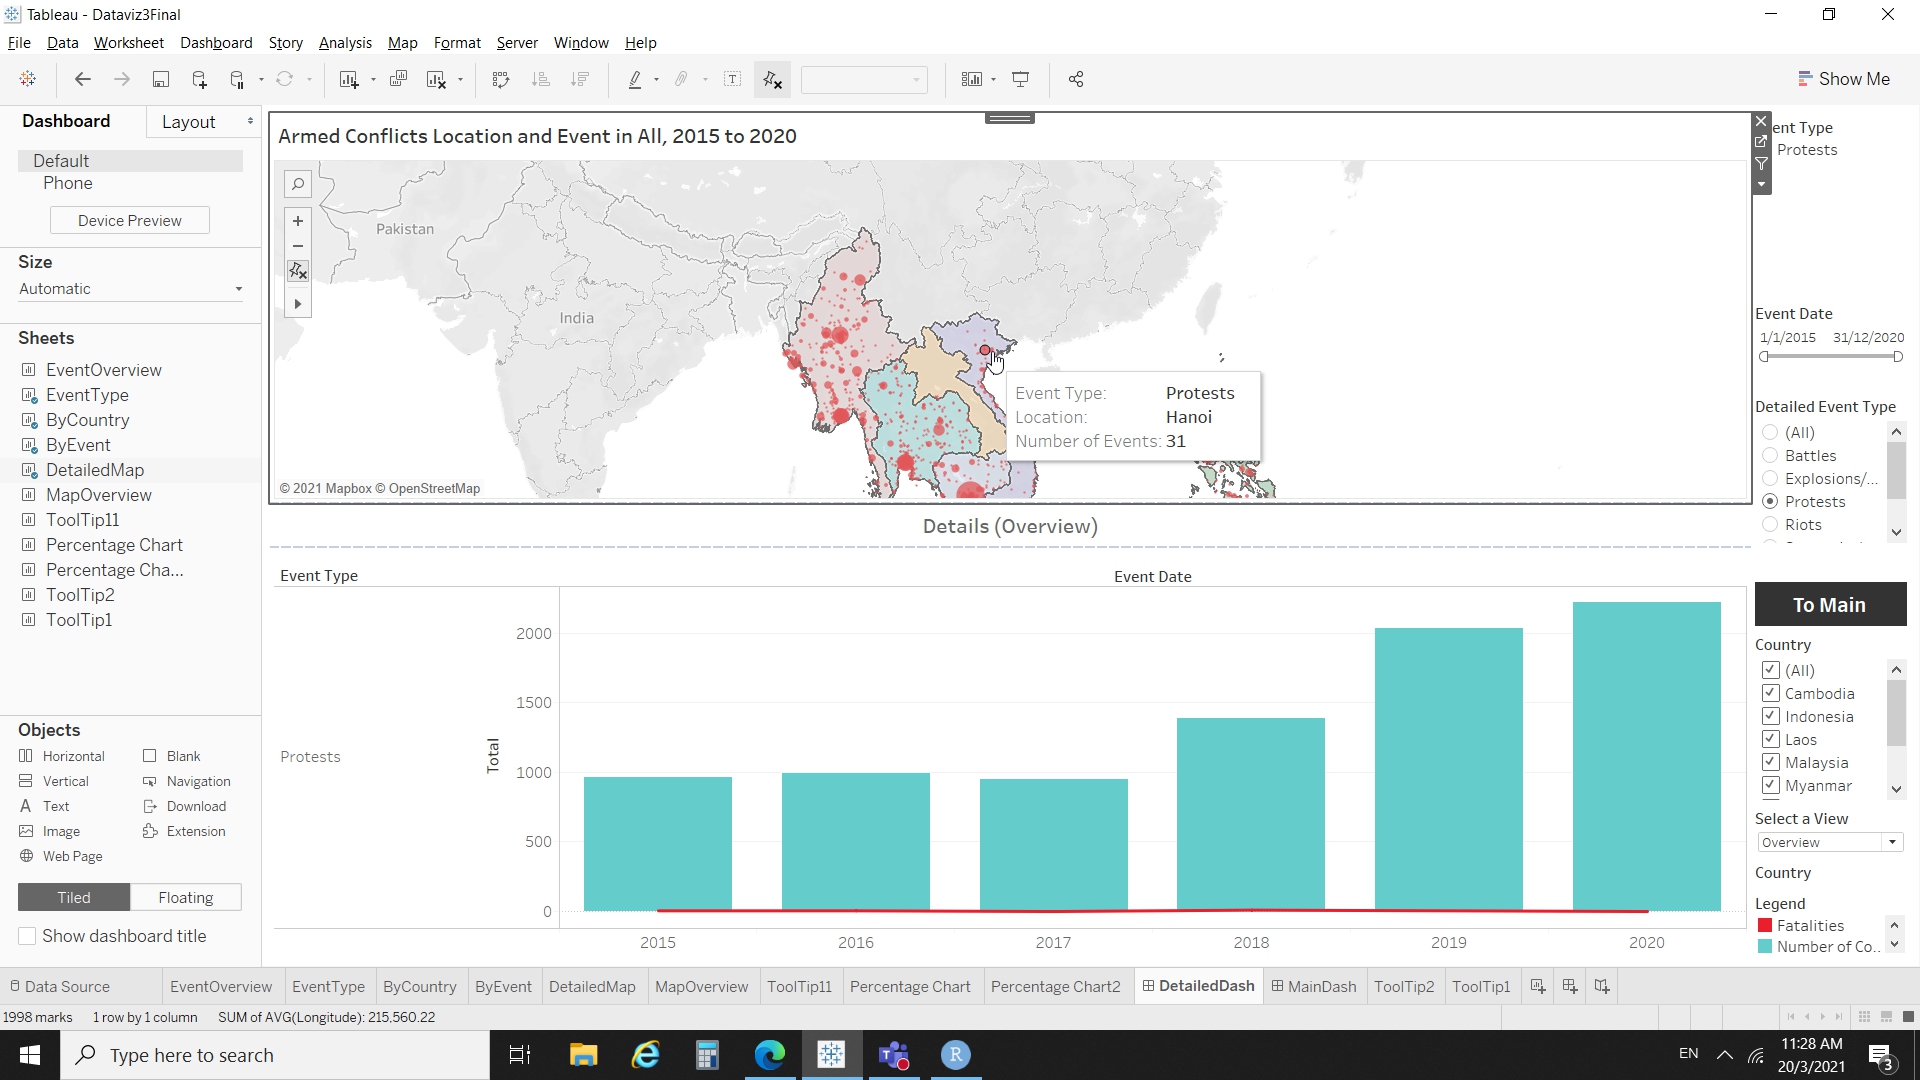 Tableau - Dataviz3Final
File Data Worksheet Dashboard Story Analysis Map Format Server Window Help
Show Me
Dashboard
Layout
Default
Phone
Device Preview
Size
Automatic
Sheets
EventOverview
EventType
ByCountry
ByEvent
DetailedMap
MapOverview
ToolTip11
Percentage Chart
Percentage Cha...
ToolTip2
ToolTip1
Objects
Horizontal Blank
Vertical Navigation
Text Download
Image Extension
Web Page
Tiled Floating
Show dashboard title
Armed Conflicts Location and Event in All, 2015 to 2020
Pakistan
India
Event Type: Protests
Location: Hanoi
Number of Events: 31
© 2021 Mapbox © OpenStreetMap
Details (Overview)
Event Type
Event Date
Protests
Total
2000
1500
1000
500
0
2015 2016 2017 2018 2019 2020
ent Type
Protests
Event Date
1/1/2015 31/12/2020
Detailed Event Type
(All)
Battles
Explosions/...
Protests
Riots
To Main
Country
(All)
Cambodia
Indonesia
Laos
Malaysia
Myanmar
Select a View
Overview
Country
Legend
Fatalities
Number of Co..
Data Source EventOverview EventType ByCountry ByEvent DetailedMap MapOverview ToolTip11 Percentage Chart Percentage Chart2 DetailedDash MainDash ToolTip2 ToolTip1
1998 marks 1 row by 1 column SUM of AVG(Longitude): 215,560.22
Type here to search
EN
11:28 AM
20/3/2021
3